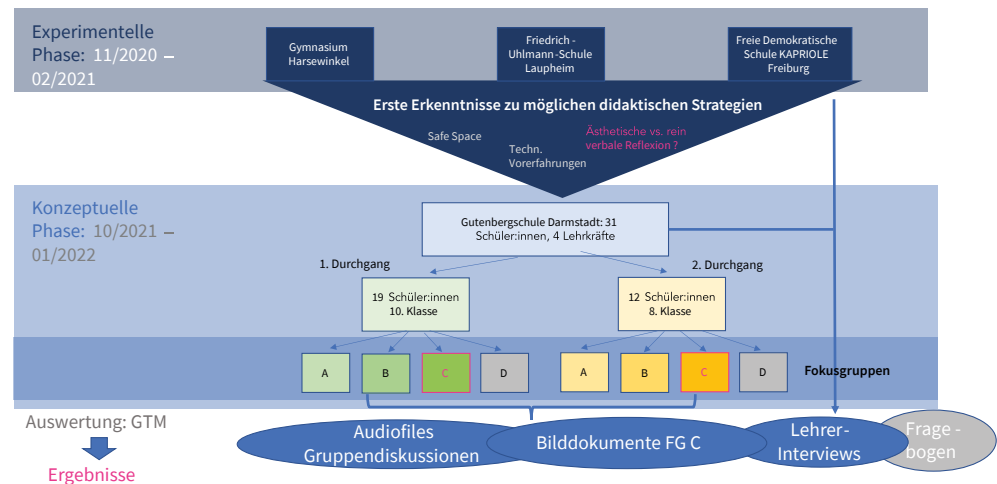 Experimentelle
Phase: 11/2020 –
02/2021
Gymnasium
Harsewinkel
Friedrich -
Uhlmann-Schule
Laupheim
Freie Demokratische
Schule KAPRIOLE
Freiburg
Erste Erkenntnisse zu möglichen didaktischen Strategien
Safe Space
Techn.
Vorerfahrungen
Ästhetische vs. rein
verbale Reflexion ?
Konzeptuelle
Phase: 10/2021 –
01/2022
Gutenbergschule Darmstadt: 31
Schüler:innen, 4 Lehrkräfte
1. Durchgang
2. Durchgang
19 Schüler:innen
10. Klasse
12 Schüler:innen
8. Klasse
A
B
C
D
A
B
C
D
Fokusgruppen
Auswertung: GTM
Ergebnisse
Audiofiles
Gruppendiskussionen
Bilddokumente FG C
Lehrer-
Interviews
Frage -
bogen